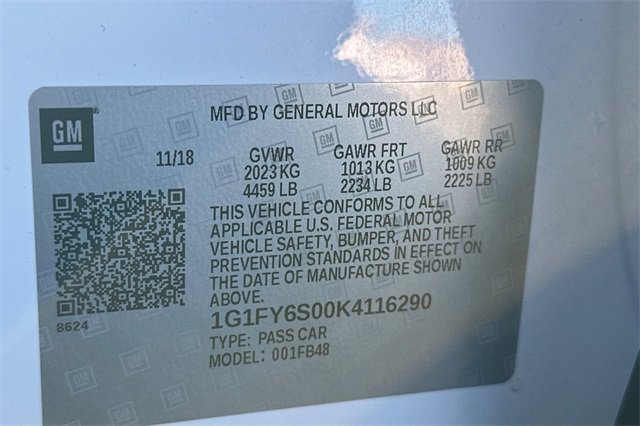 GM
MFD BY GENERAL MOTORS LLC
11/18
GVWR GAWR FRT GAWR RR
2023 KG 1013 KG 1009 KG
4459 LB 2234 LB 2225 LB
THIS VEHICLE CONFORMS TO ALL
APPLICABLE U.S. FEDERAL MOTOR
VEHICLE SAFETY, BUMPER, AND THEFT
PREVENTION STANDARDS IN EFFECT ON
THE DATE OF MANUFACTURE SHOWN
ABOVE.
8624
1G1FY6S00K4116290
TYPE: PASS CAR
MODEL: 001FB48